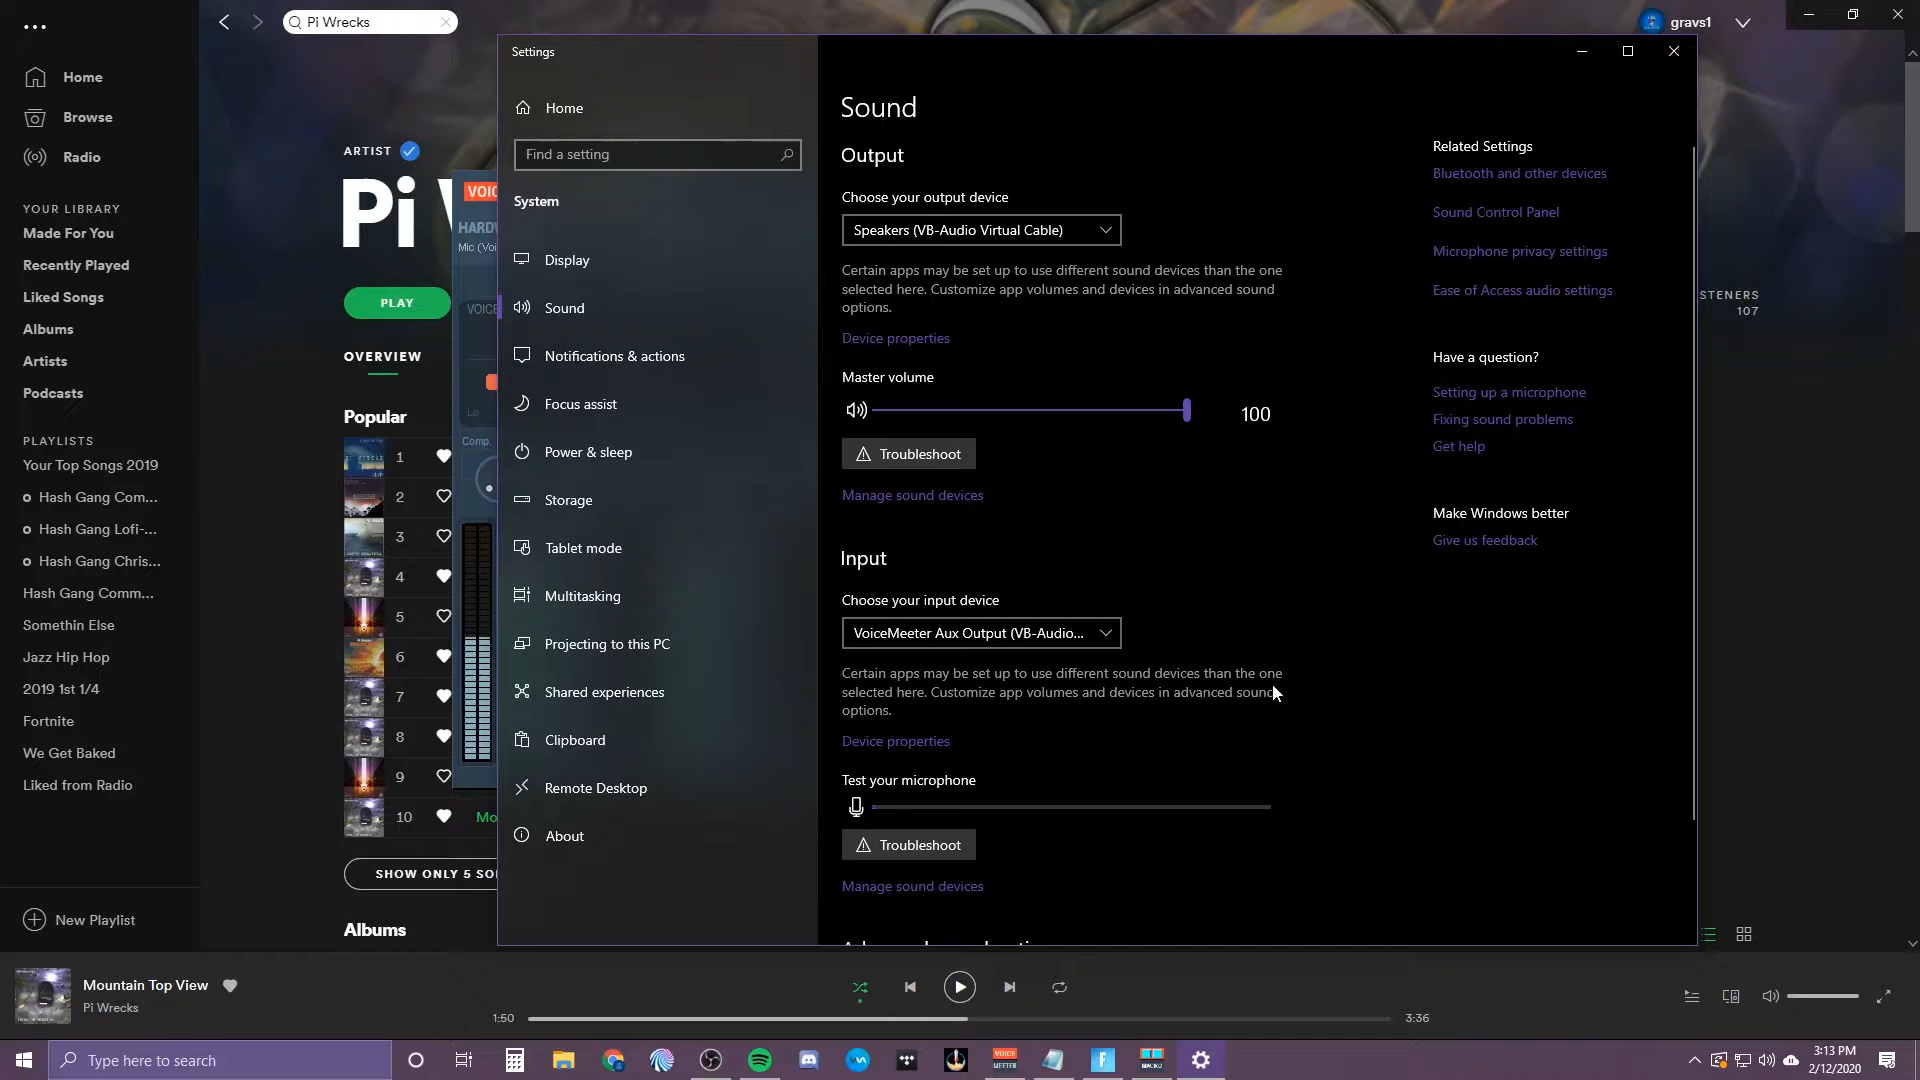 Pi Wrecks
gravs1
Home
Browse
Radio
YOUR LIBRARY
Made For You
Recently Played
Liked Songs
Albums
Artists
Podcasts
PLAYLISTS
Your Top Songs 2019
Hash Gang Com...
Hash Gang Lofi-...
Hash Gang Chris...
Hash Gang Comm...
Somethin Else
Jazz Hip Hop
2019 1st 1/4
Fortnite
We Get Baked
Liked from Radio
New Playlist
ARTIST
Pi
PLAY
OVERVIEW
Popular
1
2
3
4
5
6
7
8
9
10
Mo
SHOW ONLY 5 SO
Albums
VOIC
HARDW
Mic (Voi
VOICE
Lo
Comp.
Settings
Home
Find a setting
System
Display
Sound
Notifications & actions
Focus assist
Power & sleep
Storage
Tablet mode
Multitasking
Projecting to this PC
Shared experiences
Clipboard
Remote Desktop
About
Sound
Output
Choose your output device
Speakers (VB-Audio Virtual Cable)
Certain apps may be set up to use different sound devices than the one
selected here. Customize app volumes and devices in advanced sound
options.
Device properties
Master volume
100
Troubleshoot
Manage sound devices
Input
Choose your input device
VoiceMeeter Aux Output (VB-Audio...
Certain apps may be set up to use different sound devices than the one
selected here. Customize app volumes and devices in advanced sound
options.
Device properties
Test your microphone
Troubleshoot
Manage sound devices
Related Settings
Bluetooth and other devices
Sound Control Panel
Microphone privacy settings
Ease of Access audio settings
Have a question?
Setting up a microphone
Fixing sound problems
Get help
Make Windows better
Give us feedback
STENERS
107
Mountain Top View
Pi Wrecks
1:50
3:36
Type here to search
VOICE
MEETER
MACRO
3:13 PM
2/12/2020